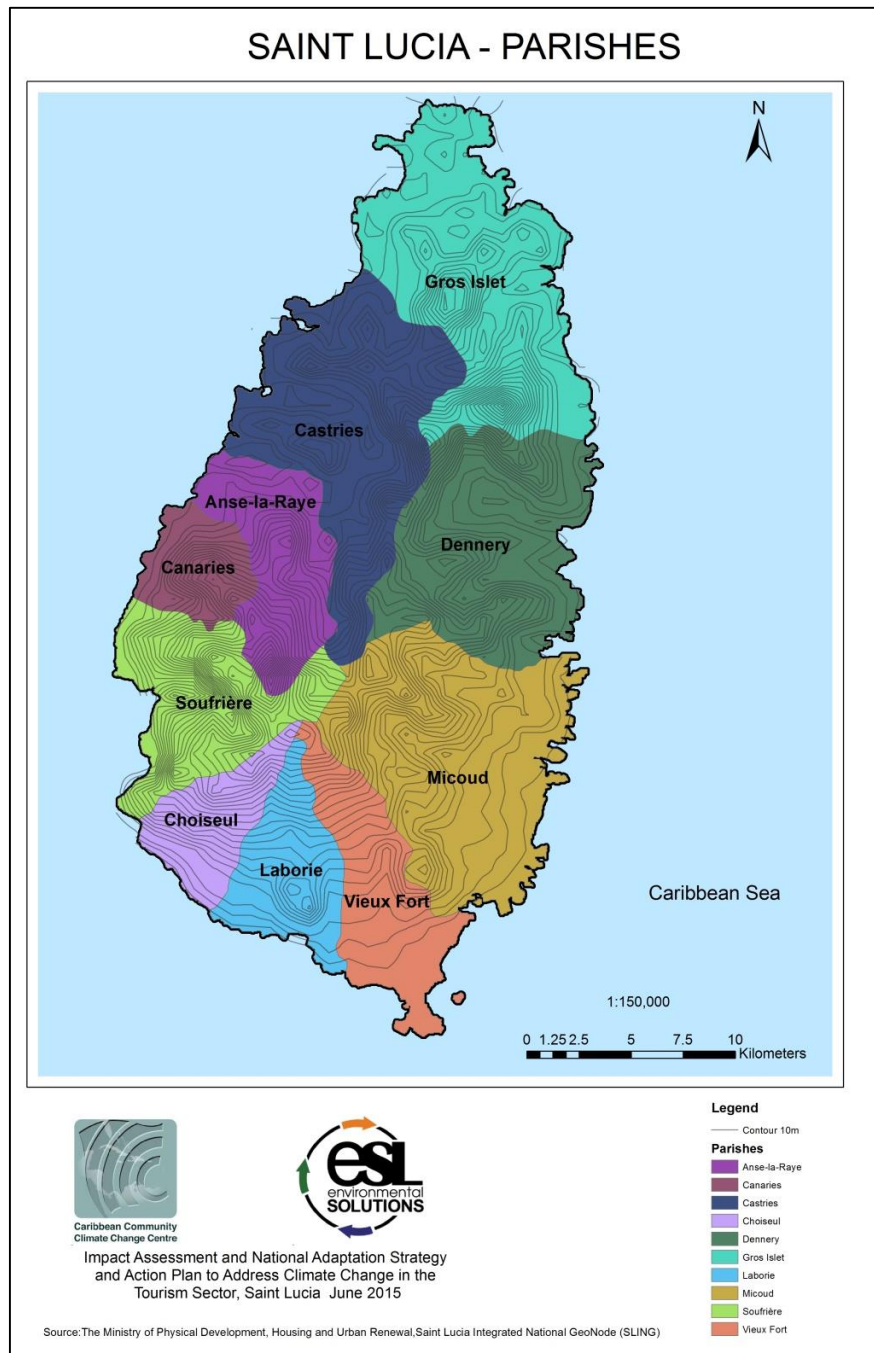 SAINT LUCIA - PARISHES
N
Gros Islet
Castries
Anse-la-Raye
Dennery
Canaries
Soufrière
Micoud
Choiseul
Laborie
Vieux Fort
Caribbean Sea
1:150,000
0 1.25 2.5 5 7.5 10
Kilometers
Legend
Contour 10m
Parishes
Anse-la-Raye
Canaries
Castries
Choiseul
Dennery
Gros Islet
Laborie
Micoud
Soufrière
Vieux Fort
Caribbean Community
Climate Change Centre
esl
environmental
SOLUTIONS
Impact Assessment and National Adaptation Strategy
and Action Plan to Address Climate Change in the
Tourism Sector, Saint Lucia June 2015
Source:The Ministry of Physical Development, Housing and Urban Renewal,Saint Lucia Integrated National GeoNode (SLING)